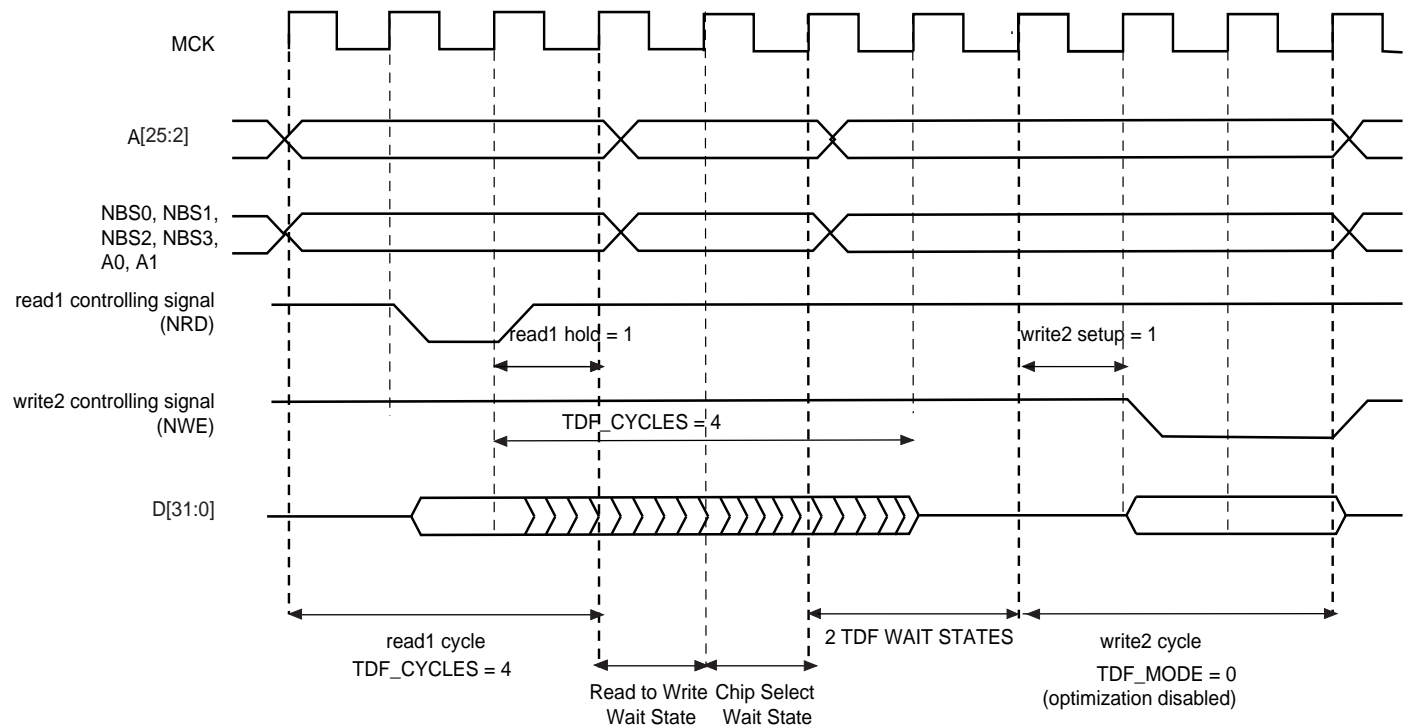 MCK
A[25:2]
NBS0, NBS1,
NBS2, NBS3,
A0, A1
read1 controlling signal
(NRD)
read1 hold = 1
write2 setup = 1
write2 controlling signal
(NWE)
TDF_CYCLES = 4
D[31:0]
read1 cycle
TDF_CYCLES = 4
2 TDF WAIT STATES
write2 cycle
TDF_MODE = 0
(optimization disabled)
Read to Write
Wait State
Chip Select
Wait State